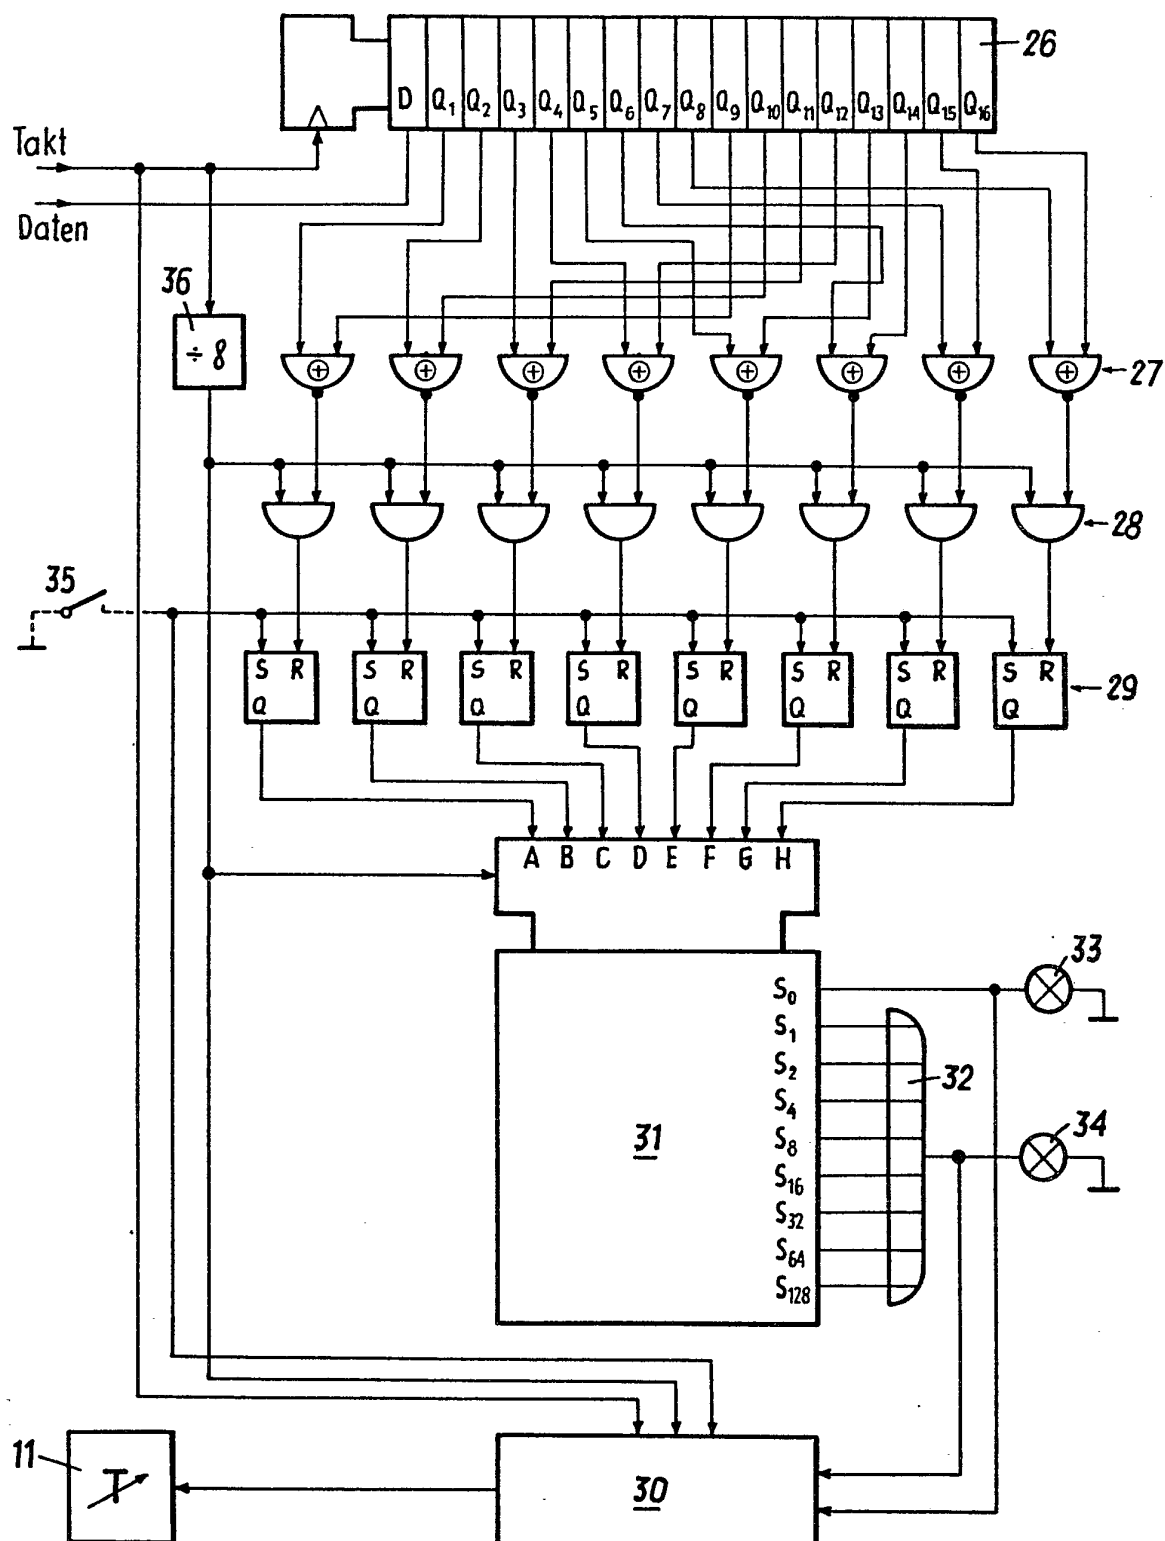 26
D Q₁ Q₂ Q₃ Q₄ Q₅ Q₆ Q₇ Q₈ Q₉ Q₁₀ Q₁₁ Q₁₂ Q₁₃ Q₁₄ Q₁₅ Q₁₆
Takt
Daten
36
÷ 8
27
28
35
S R S R S R S R S R S R S R S R
29
Q Q Q Q Q Q Q Q
A B C D E F G H
33
S₀
S₁
S₂
32
S₄
34
S₈
31
S₁₆
S₃₂
S₆₄
S₁₂₈
11
T
30